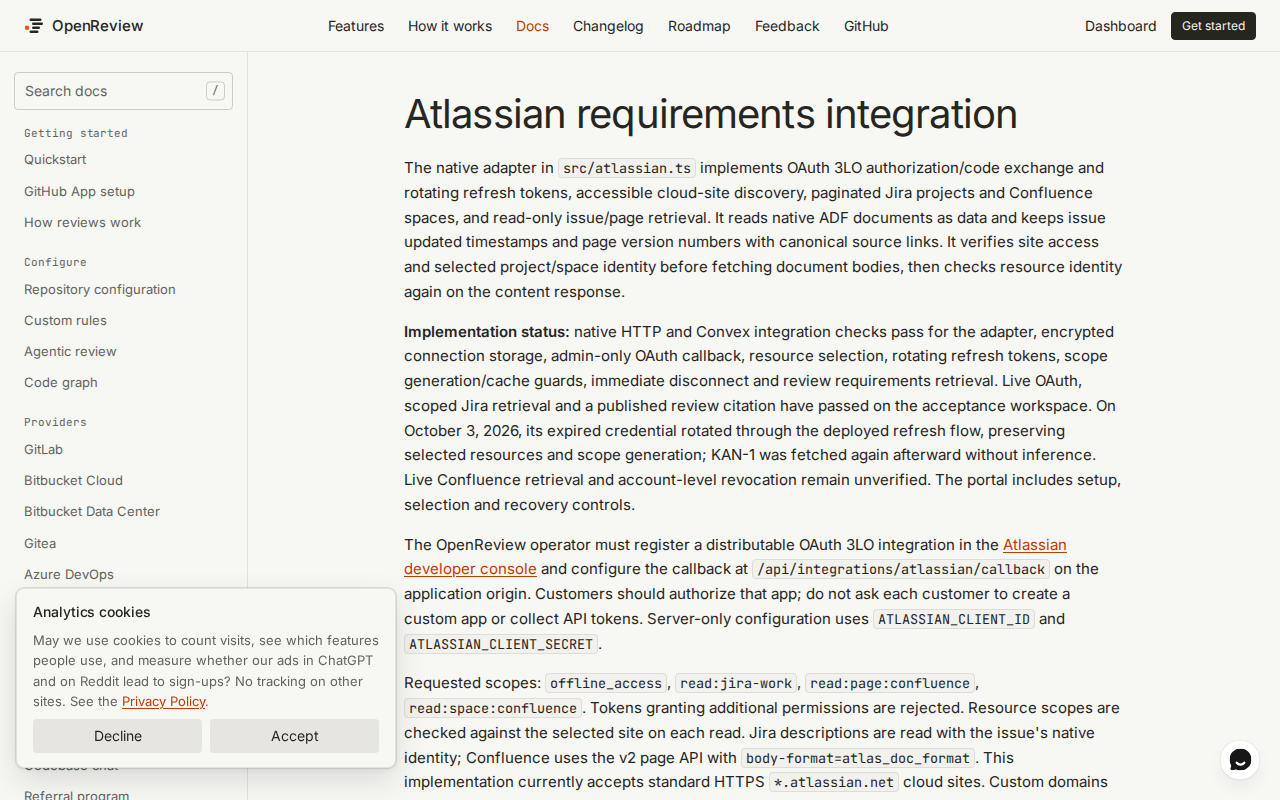 OpenReview
Features
How it works
Docs
Changelog
Roadmap
Feedback
GitHub
Dashboard
Get started
Search docs
/
Getting started
Quickstart
GitHub App setup
How reviews work
Configure
Repository configuration
Custom rules
Agentic review
Code graph
Providers
GitLab
Bitbucket Cloud
Bitbucket Data Center
Gitea
Azure DevOps
Codebase chat
Referral program
Atlassian requirements integration
The native adapter in src/atlassian.ts implements OAuth 3LO authorization/code exchange and
rotating refresh tokens, accessible cloud-site discovery, paginated Jira projects and Confluence
spaces, and read-only issue/page retrieval. It reads native ADF documents as data and keeps issue
updated timestamps and page version numbers with canonical source links. It verifies site access
and selected project/space identity before fetching document bodies, then checks resource identity
again on the content response.
Implementation status: native HTTP and Convex integration checks pass for the adapter, encrypted
connection storage, admin-only OAuth callback, resource selection, rotating refresh tokens, scope
generation/cache guards, immediate disconnect and review requirements retrieval. Live OAuth,
scoped Jira retrieval and a published review citation have passed on the acceptance workspace. On
October 3, 2026, its expired credential rotated through the deployed refresh flow, preserving
selected resources and scope generation; KAN-1 was fetched again afterward without inference.
Live Confluence retrieval and account-level revocation remain unverified. The portal includes setup,
selection and recovery controls.
The OpenReview operator must register a distributable OAuth 3LO integration in the Atlassian
developer console and configure the callback at /api/integrations/atlassian/callback on the
application origin. Customers should authorize that app; do not ask each customer to create a
custom app or collect API tokens. Server-only configuration uses ATLASSIAN_CLIENT_ID and
ATLASSIAN_CLIENT_SECRET.
Requested scopes: offline_access, read:jira-work, read:page:confluence,
read:space:confluence. Tokens granting additional permissions are rejected. Resource scopes are
checked against the selected site on each read. Jira descriptions are read with the issue's native
identity; Confluence uses the v2 page API with body-format=atlas_doc_format. This
implementation currently accepts standard HTTPS *.atlassian.net cloud sites. Custom domains
Analytics cookies
May we use cookies to count visits, see which features
people use, and measure whether our ads in ChatGPT
and on Reddit lead to sign-ups? No tracking on other
sites. See the Privacy Policy.
Decline
Accept